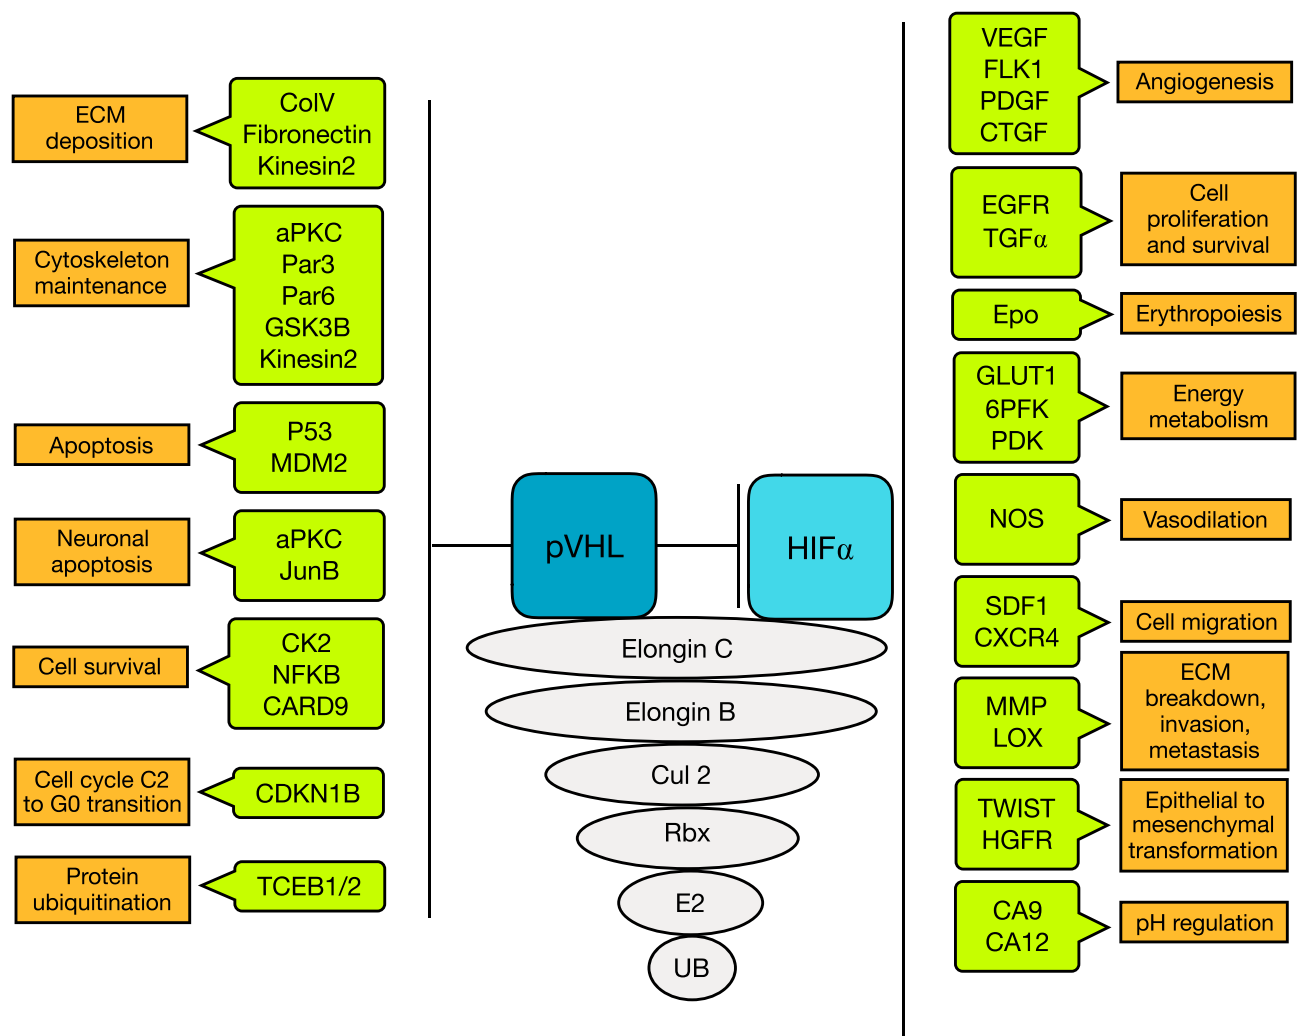 ECM
deposition
ColV
Fibronectin
Kinesin2
Cytoskeleton
maintenance
aPKC
Par3
Par6
GSK3B
Kinesin2
Apoptosis
P53
MDM2
Neuronal
apoptosis
aPKC
JunB
Cell survival
CK2
NFKB
CARD9
Cell cycle C2
to G0 transition
CDKN1B
Protein
ubiquitination
TCEB1/2
pVHL
HIFα
Elongin C
Elongin B
Cul 2
Rbx
E2
UB
VEGF
FLK1
PDGF
CTGF
Angiogenesis
EGFR
TGFα
Cell
proliferation
and survival
Epo
Erythropoiesis
GLUT1
6PFK
PDK
Energy
metabolism
NOS
Vasodilation
SDF1
CXCR4
Cell migration
MMP
LOX
ECM
breakdown,
invasion,
metastasis
TWIST
HGFR
Epithelial to
mesenchymal
transformation
CA9
CA12
pH regulation